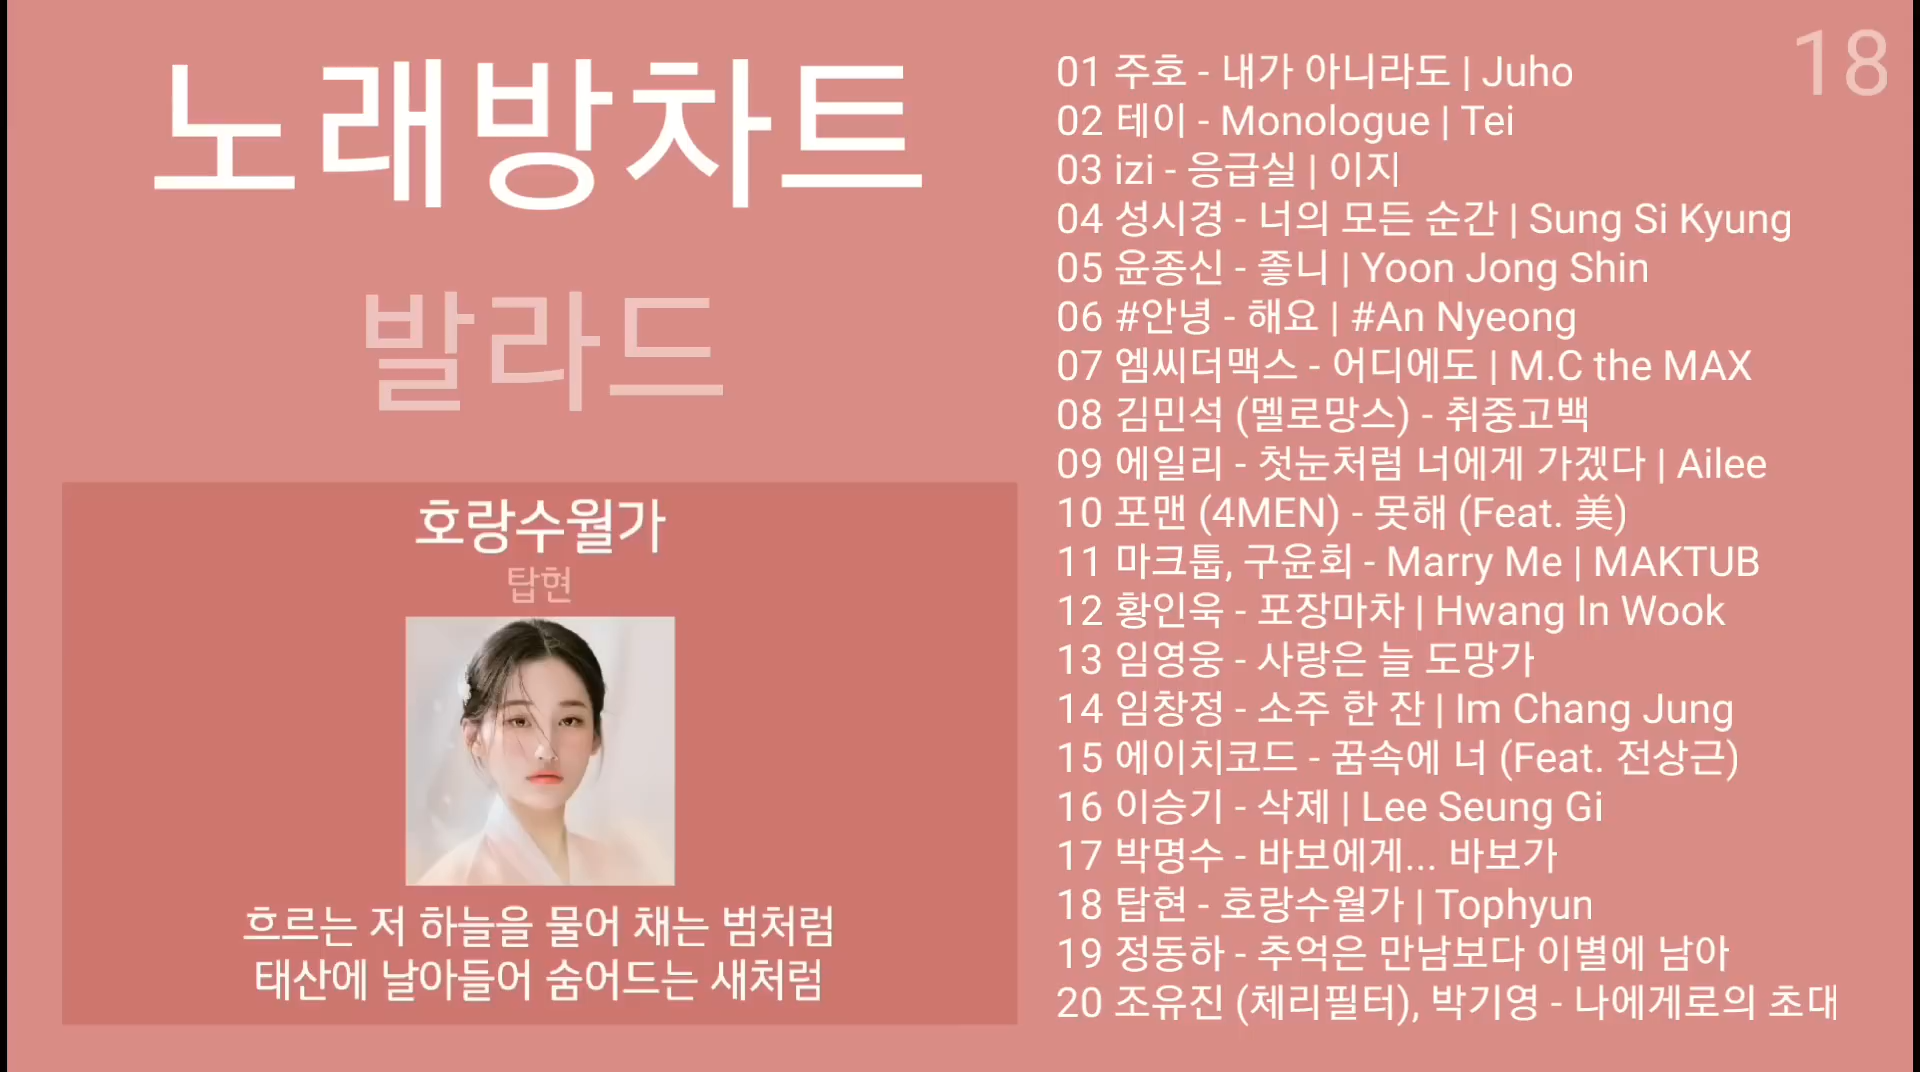 노래방차트
발라드
호랑수월가
탑현
흐르는 저 하늘을 물어 채는 범처럼
태산에 날아들어 숨어드는 새처럼
18
01 주호 - 내가 아니라도 | Juho
02 테이 - Monologue | Tei
03 izi - 응급실 | 이지
04 성시경 - 너의 모든 순간 | Sung Si Kyung
05 윤종신 - 좋니 | Yoon Jong Shin
06 #안녕 - 해요 | #An Nyeong
07 엠씨더맥스 - 어디에도 | M.C the MAX
08 김민석 (멜로망스) - 취중고백
09 에일리 - 첫눈처럼 너에게 가겠다 | Ailee
10 포맨 (4MEN) - 못해 (Feat. 美)
11 마크툽, 구윤회 - Marry Me | MAKTUB
12 황인욱 - 포장마차 | Hwang In Wook
13 임영웅 - 사랑은 늘 도망가
14 임창정 - 소주 한 잔 | Im Chang Jung
15 에이치코드 - 꿈속에 너 (Feat. 전상근)
16 이승기 - 삭제 | Lee Seung Gi
17 박명수 - 바보에게... 바보가
18 탑현 - 호랑수월가 | Tophyun
19 정동하 - 추억은 만남보다 이별에 남아
20 조유진 (체리필터), 박기영 - 나에게로의 초대